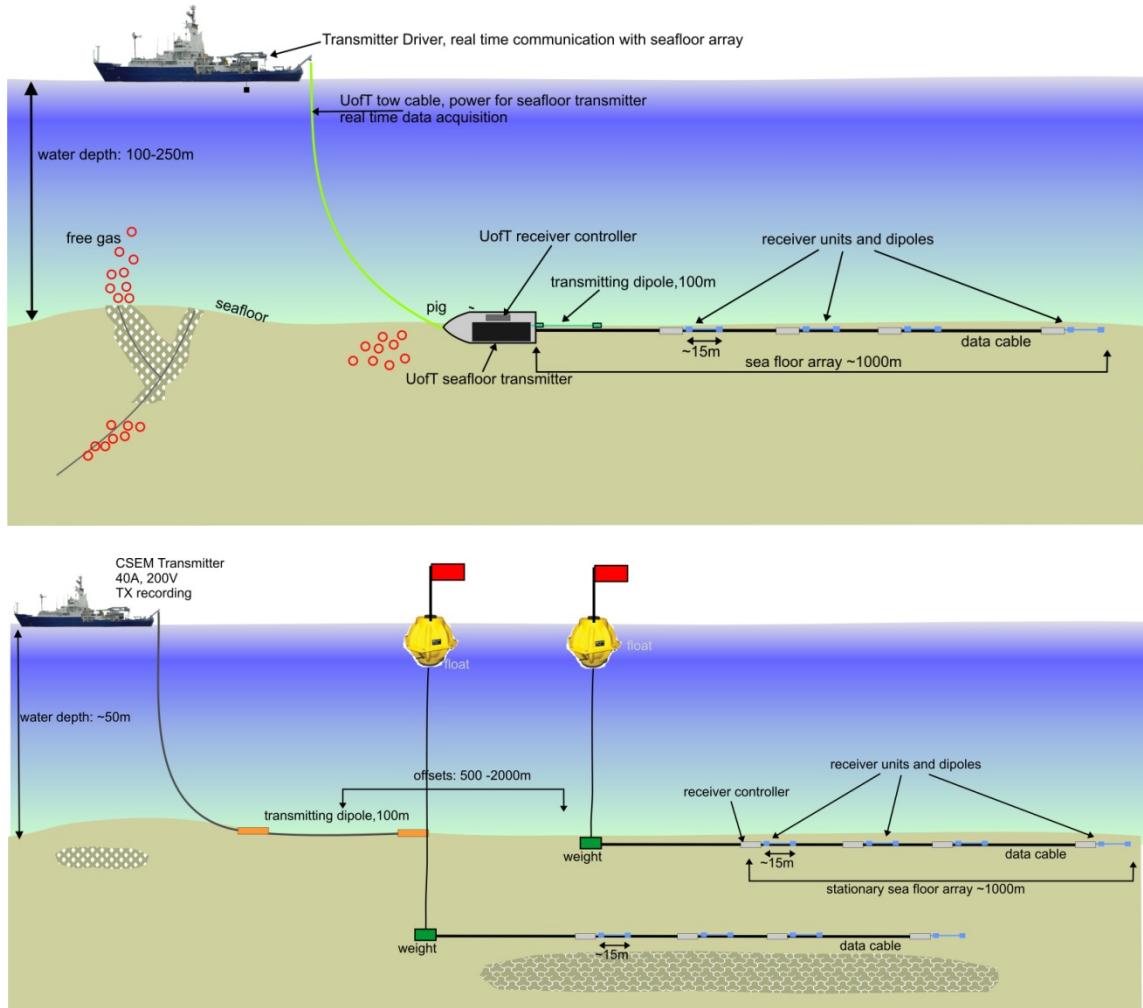 Transmitter Driver, real time communication with seafloor array
UofT tow cable, power for seafloor transmitter
real time data acquisition
water depth: 100-250m
free gas
UofT receiver controller
receiver units and dipoles
transmitting dipole,100m
seafloor
pig
~15m
data cable
sea floor array ~1000m
UofT seafloor transmitter
CSEM Transmitter
40A, 200V
TX recording
float
float
water depth: ~50m
offsets: 500 -2000m
receiver units and dipoles
receiver controller
transmitting dipole,100m
weight
~15m
data cable
stationary sea floor array ~1000m
weight
~15m
data cable